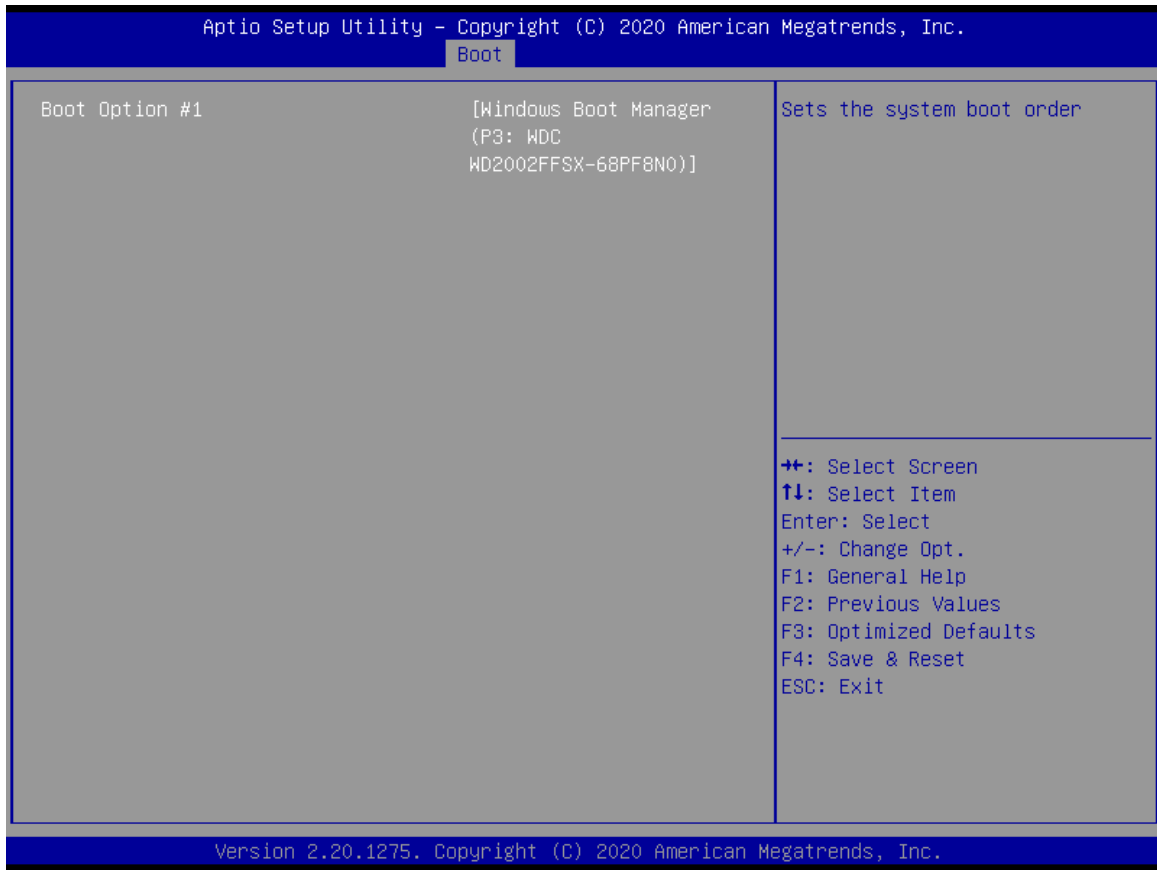 Aptio Setup Utility – Copyright (C) 2020 American Megatrends, Inc.
Boot
Boot Option #1 [Windows Boot Manager
(P3: WDC
WD2002FFSX-68PF8N0)]
Sets the system boot order
→←: Select Screen
↑↓: Select Item
Enter: Select
+/-: Change Opt.
F1: General Help
F2: Previous Values
F3: Optimized Defaults
F4: Save & Reset
ESC: Exit
Version 2.20.1275. Copyright (C) 2020 American Megatrends, Inc.